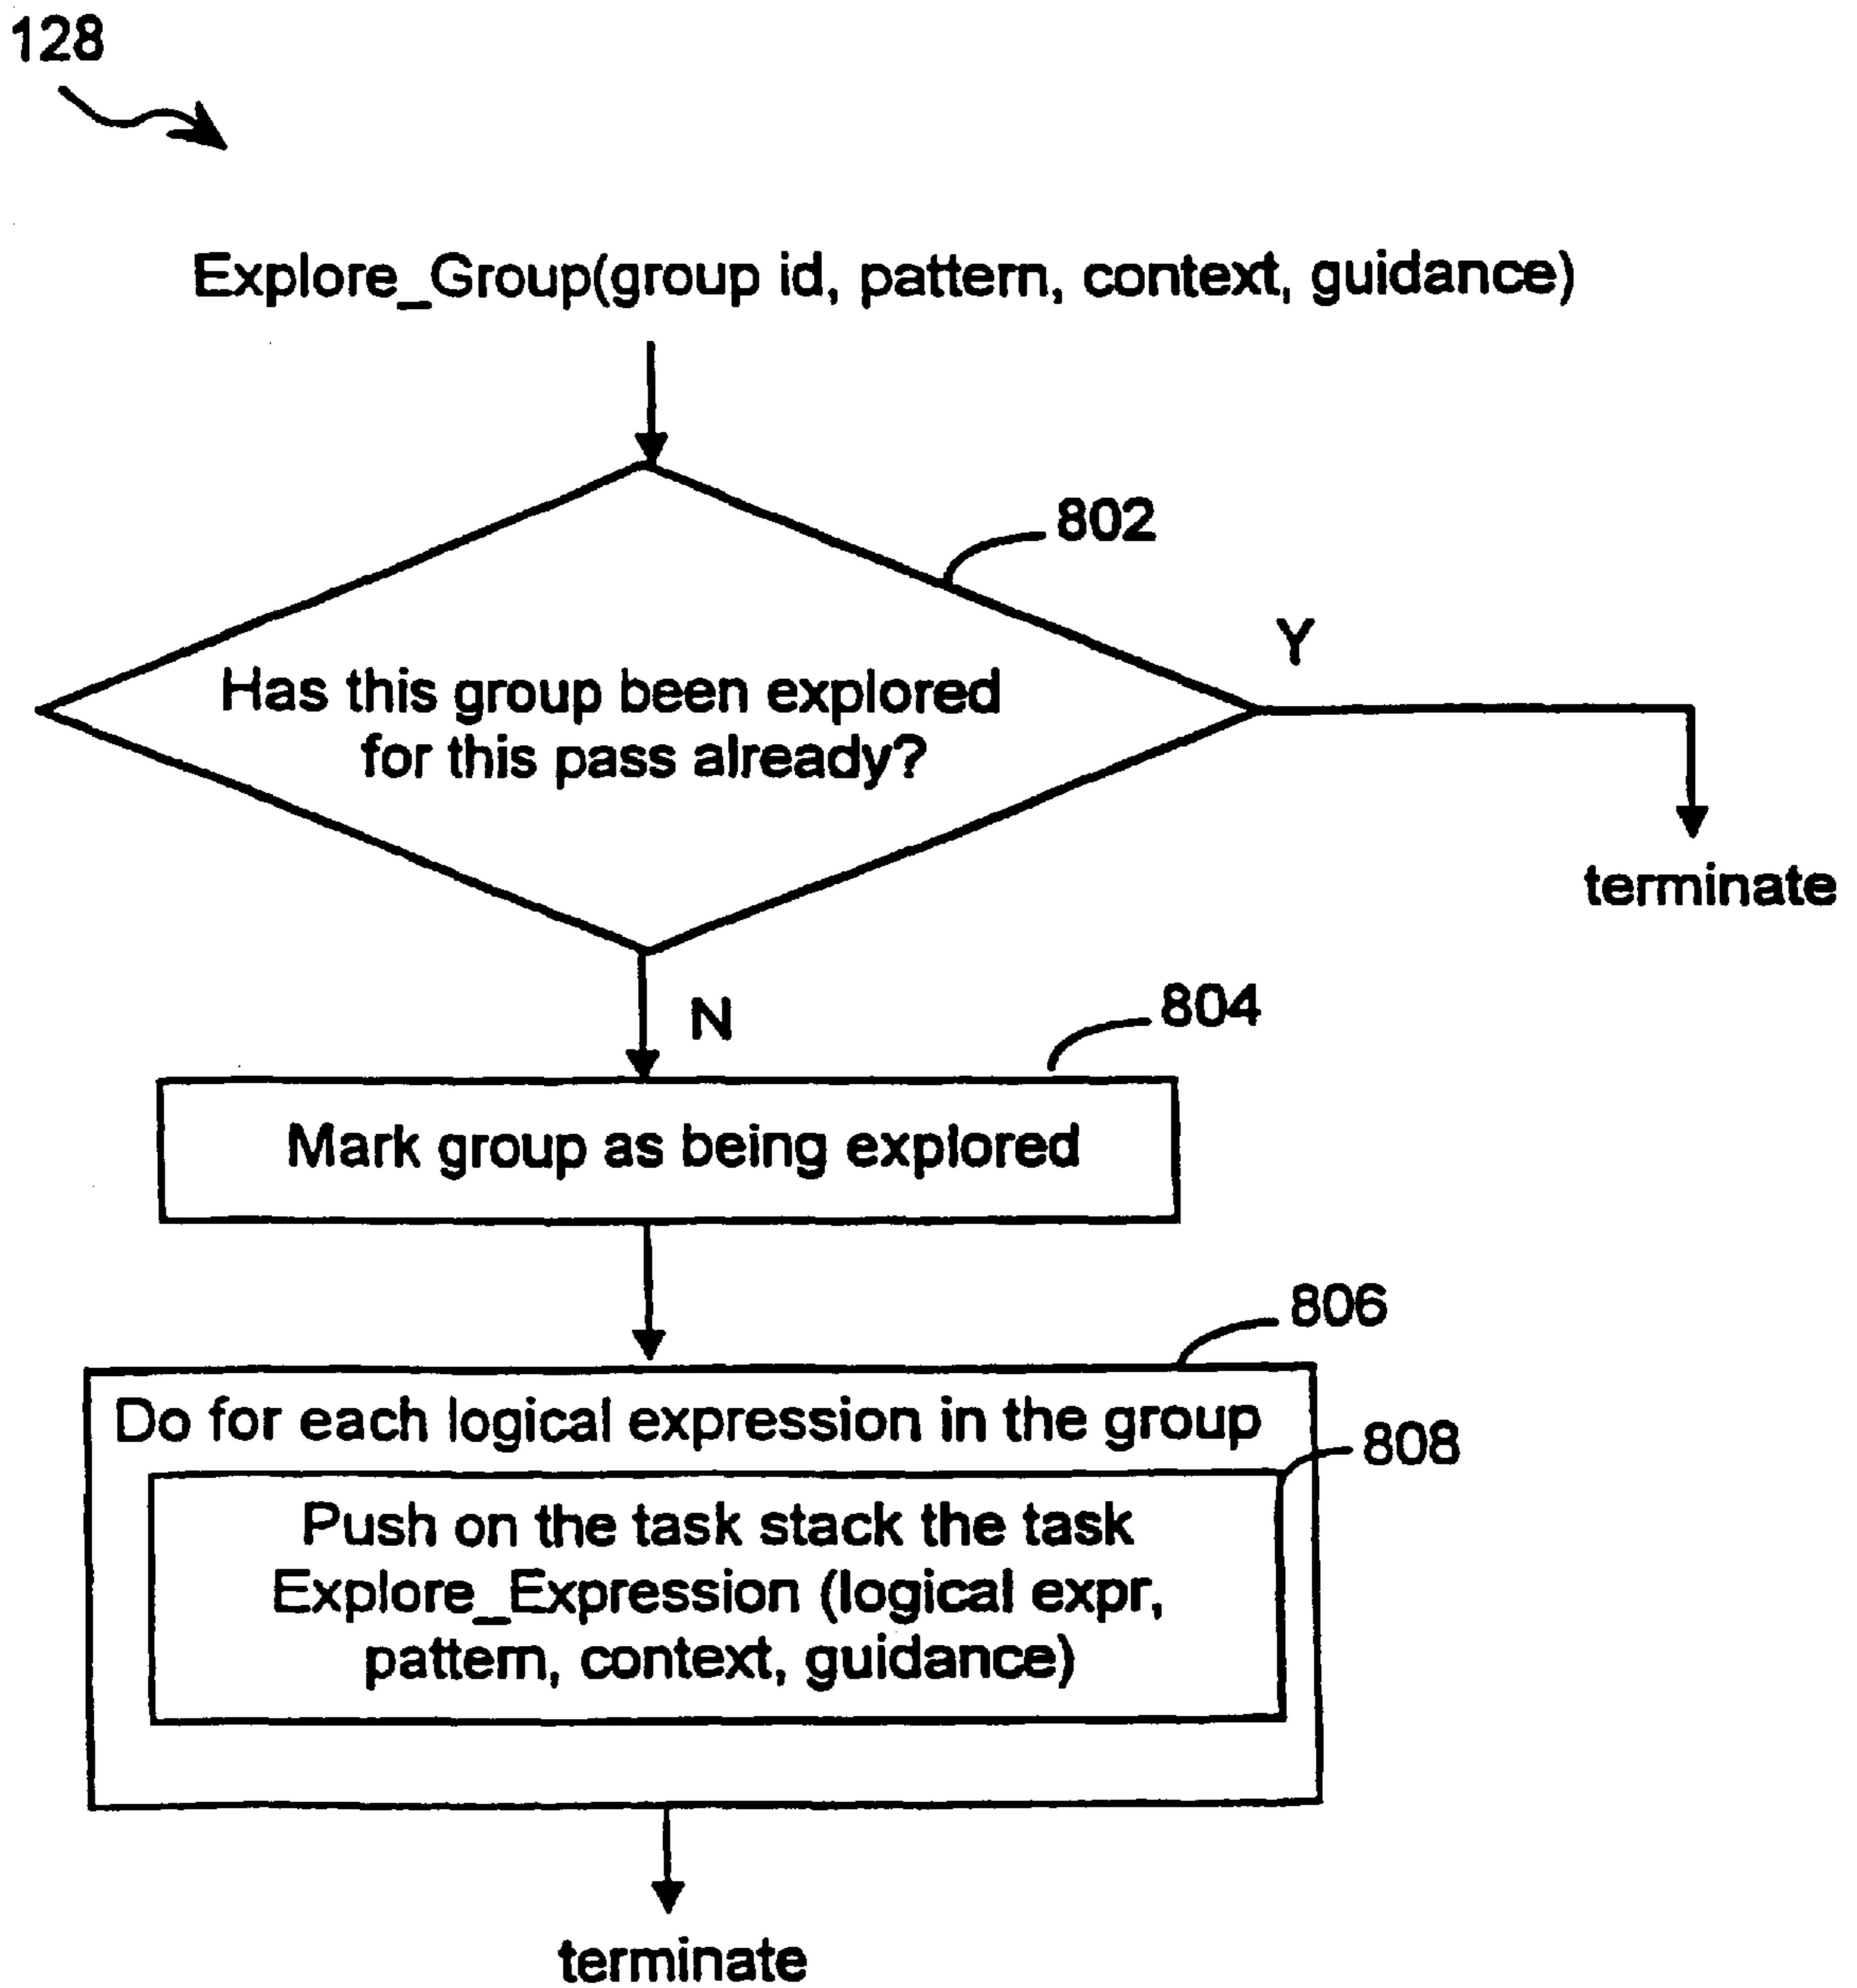 128
Explore_Group(group id, pattern, context, guidance)
802
Y
Has this group been explored
for this pass already?
terminate
N
804
Mark group as being explored
806
Do for each logical expression in the group
808
Push on the task stack the task
Explore_Expression (logical expr,
pattern, context, guidance)
terminate